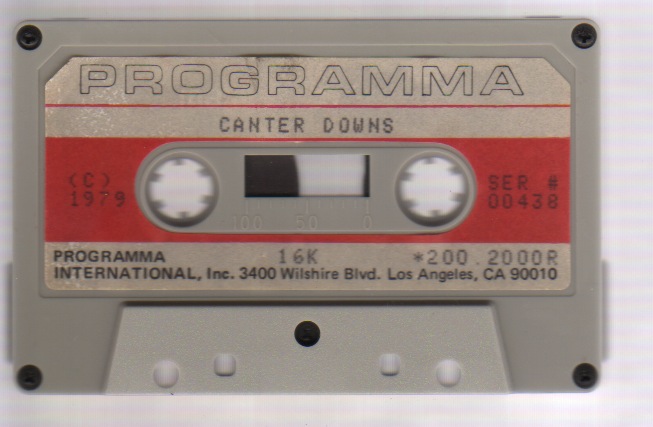 PROGRAMMA
CANTER DOWNS
(C)
1979
SER #
00438
100 50 0
PROGRAMMA 16K *200.2000R
INTERNATIONAL, Inc. 3400 Wilshire Blvd. Los Angeles, CA 90010